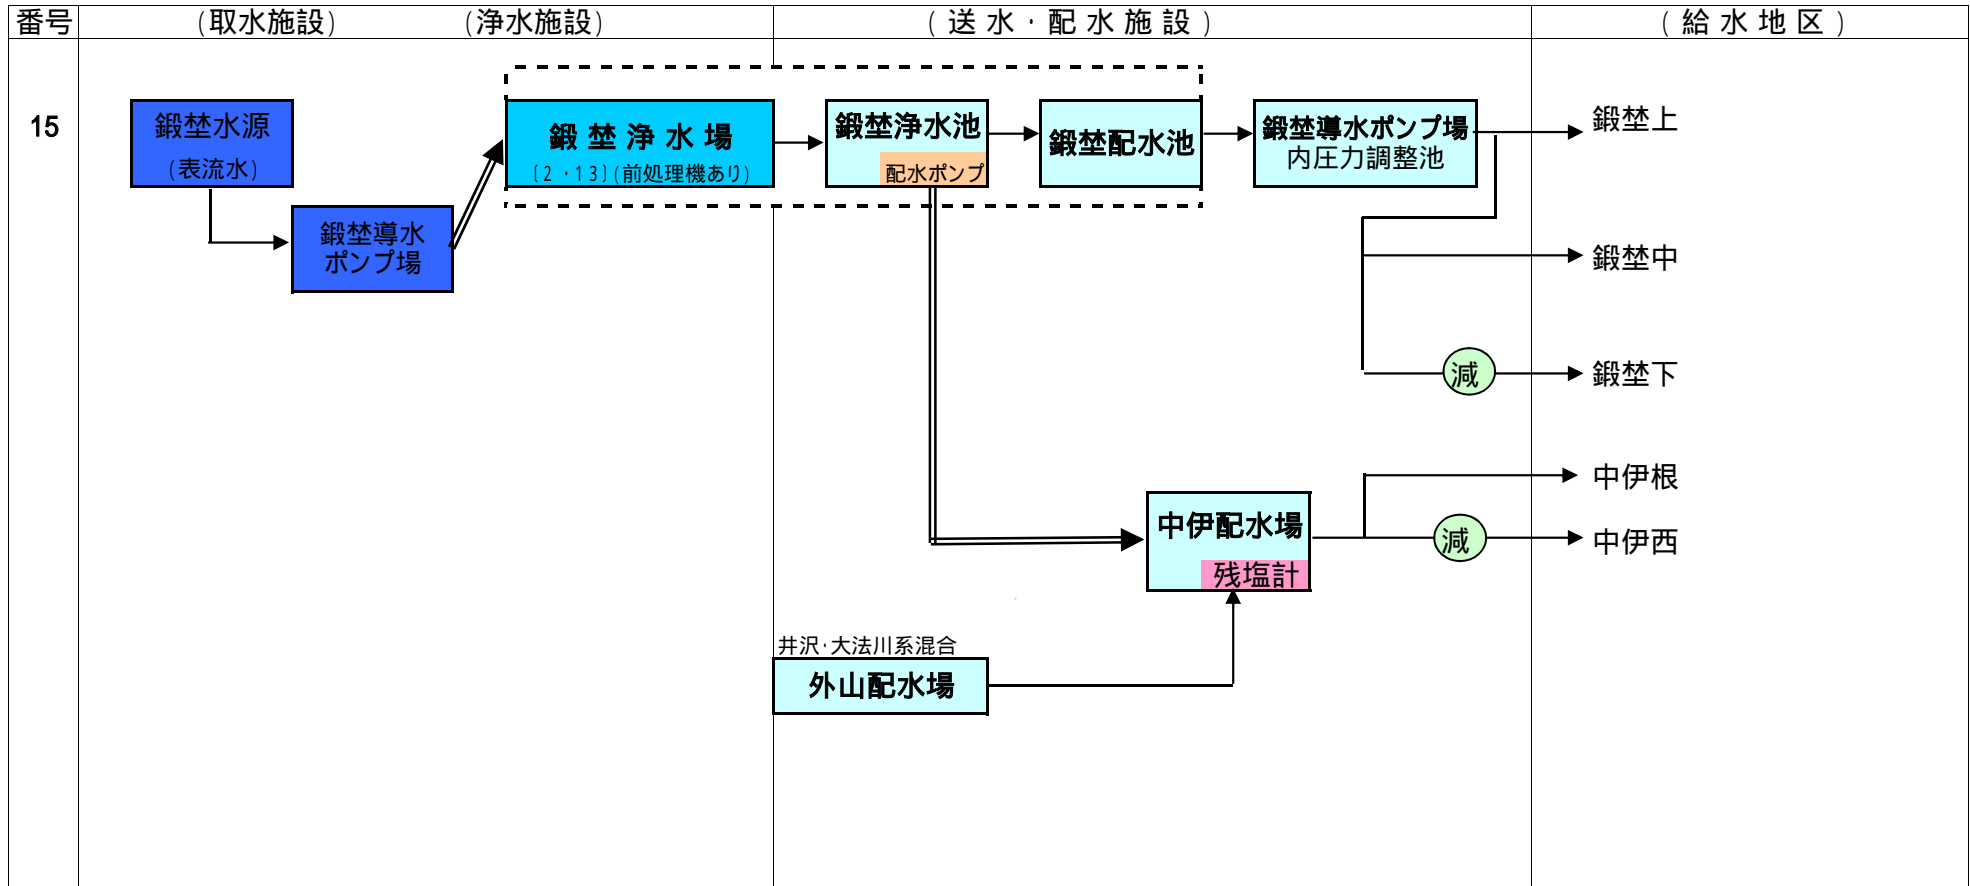 番号
(取水施設)
(浄水施設)
(送水・配水施設)
(給水地区)
15
鍛埜水源
(表流水)
鍛埜導水
ポンプ場
鍛埜浄水場
〔2・13〕(前処理機あり)
鍛埜浄水池
配水ポンプ
鍛埜配水池
鍛埜導水ポンプ場
内圧力調整池
鍛埜上
鍛埜中
減
鍛埜下
中伊根
中伊配水場
残塩計
減
中伊西
井沢・大法川系混合
外山配水場